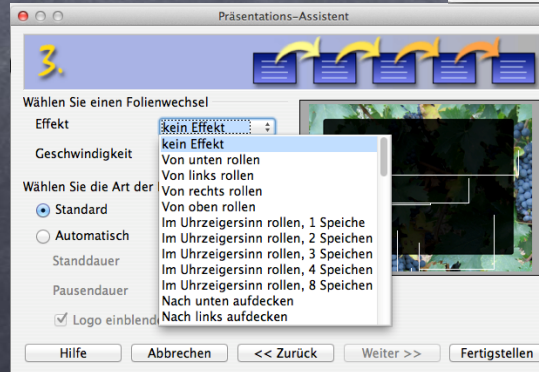 Präsentations-Assistent
3.
Wählen Sie einen Folienwechsel
Effekt
kein Effekt
Geschwindigkeit
kein Effekt
Von unten rollen
Von links rollen
Von rechts rollen
Von oben rollen
Im Uhrzeigersinn rollen, 1 Speiche
Im Uhrzeigersinn rollen, 2 Speichen
Im Uhrzeigersinn rollen, 3 Speichen
Im Uhrzeigersinn rollen, 4 Speichen
Im Uhrzeigersinn rollen, 8 Speichen
Nach unten aufdecken
Nach links aufdecken
Wählen Sie die Art der
Standard
Automatisch
Standdauer
Pausendauer
Logo einblend
Hilfe
Abbrechen
<< Zurück
Weiter >>
Fertigstellen